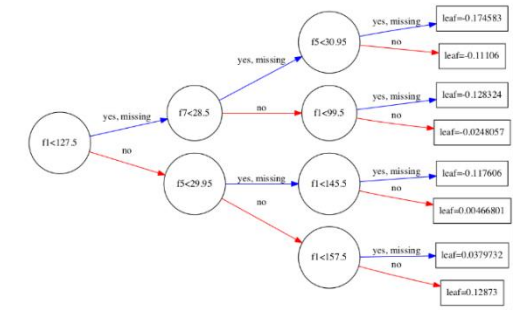 yes, missing
leaf=-0.174583
f5<30.95
no
leaf=-0.11106
yes, missing
yes, missing
leaf=-0.128324
yes, missing
f7<28.5
no
f1<99.5
no
leaf=-0.0248057
f1<127.5
no
yes, missing
leaf=-0.117606
f5<29.95
yes, missing
f1<145.5
no
no
leaf=0.00466801
yes, missing
leaf=0.0379732
f1<157.5
no
leaf=0.12873